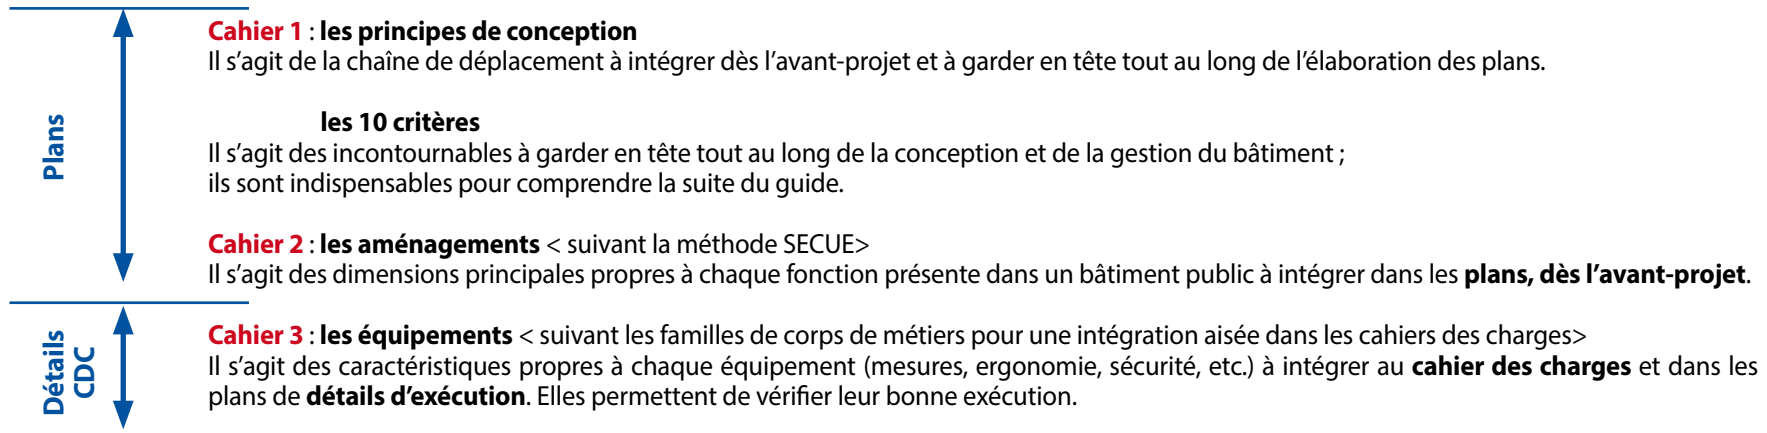 Plans
Cahier 1 : les principes de conception
Il s’agit de la chaîne de déplacement à intégrer dès l’avant-projet et à garder en tête tout au long de l’élaboration des plans.
les 10 critères
Il s’agit des incontournables à garder en tête tout au long de la conception et de la gestion du bâtiment ;
ils sont indispensables pour comprendre la suite du guide.
Cahier 2 : les aménagements < suivant la méthode SECUE>
Il s’agit des dimensions principales propres à chaque fonction présente dans un bâtiment public à intégrer dans les plans, dès l’avant-projet.
Détails
CDC
Cahier 3 : les équipements < suivant les familles de corps de métiers pour une intégration aisée dans les cahiers des charges>
Il s’agit des caractéristiques propres à chaque équipement (mesures, ergonomie, sécurité, etc.) à intégrer au cahier des charges et dans les
plans de détails d’exécution. Elles permettent de vérifier leur bonne exécution.